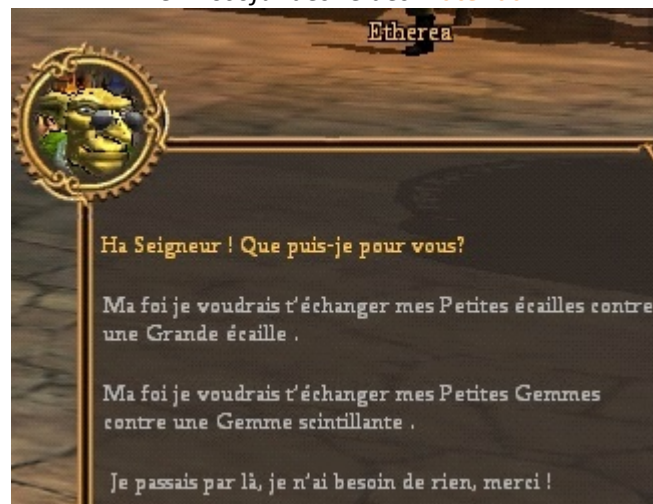 Etherea
Ha Seigneur ! Que puis-je pour vous?
Ma foi je voudrais t'échanger mes Petites écailles contre
une Grande écaille .
Ma foi je voudrais t'échanger mes Petites Gemmes
contre une Gemme scintillante .
Je passais par là, je n'ai besoin de rien, merci !